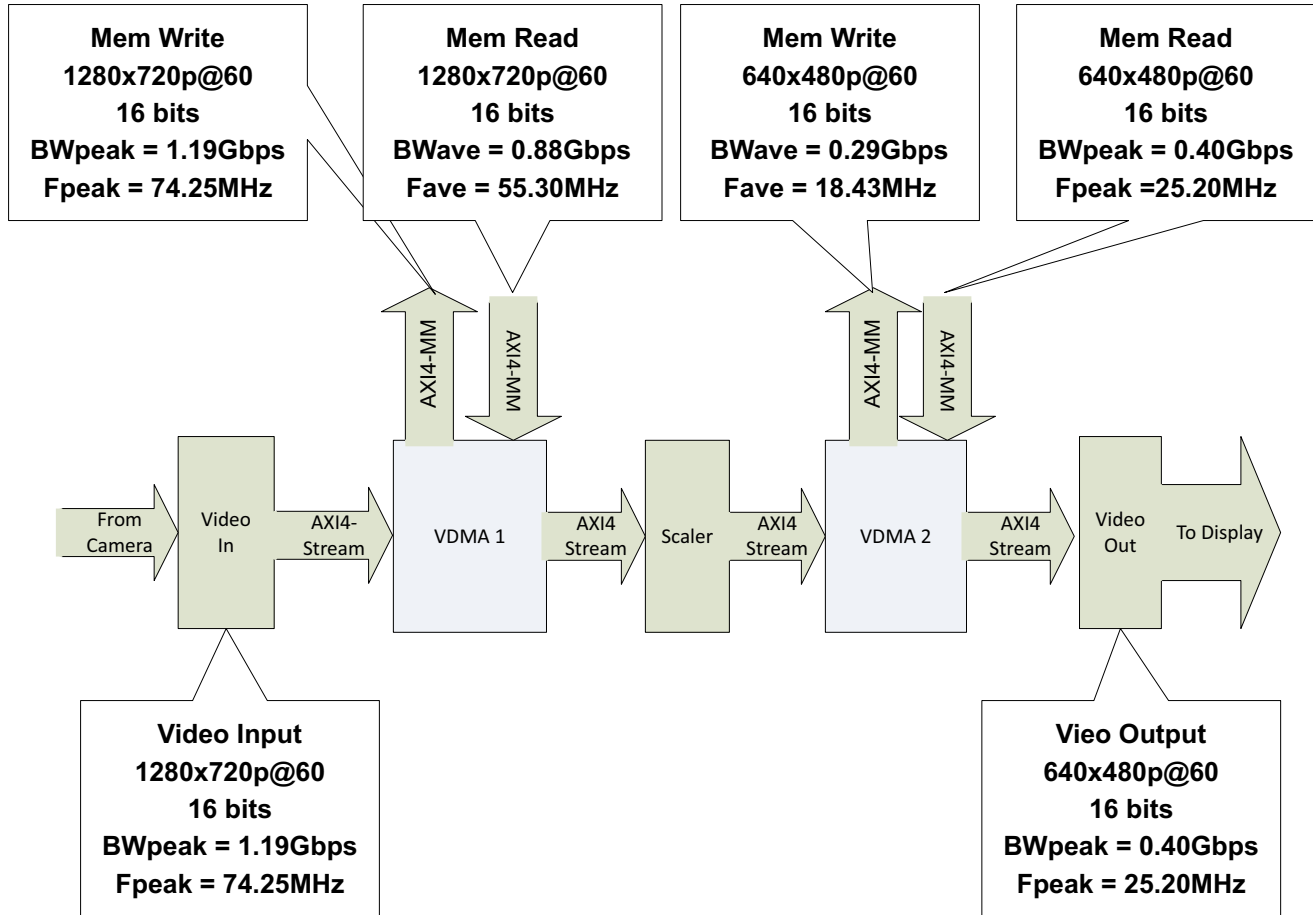 Mem Write
1280x720p@60
16 bits
BWpeak = 1.19Gbps
Fpeak = 74.25MHz
Mem Read
1280x720p@60
16 bits
BWave = 0.88Gbps
Fave = 55.30MHz
Mem Write
640x480p@60
16 bits
BWave = 0.29Gbps
Fave = 18.43MHz
Mem Read
640x480p@60
16 bits
BWpeak = 0.40Gbps
Fpeak =25.20MHz
AXI4-MM
AXI4-MM
AXI4-MM
AXI4-MM
From
Camera
Video
In
AXI4-
Stream
VDMA 1
AXI4
Stream
Scaler
AXI4
Stream
VDMA 2
AXI4
Stream
Video
Out
To Display
Video Input
1280x720p@60
16 bits
BWpeak = 1.19Gbps
Fpeak = 74.25MHz
Vieo Output
640x480p@60
16 bits
BWpeak = 0.40Gbps
Fpeak = 25.20MHz